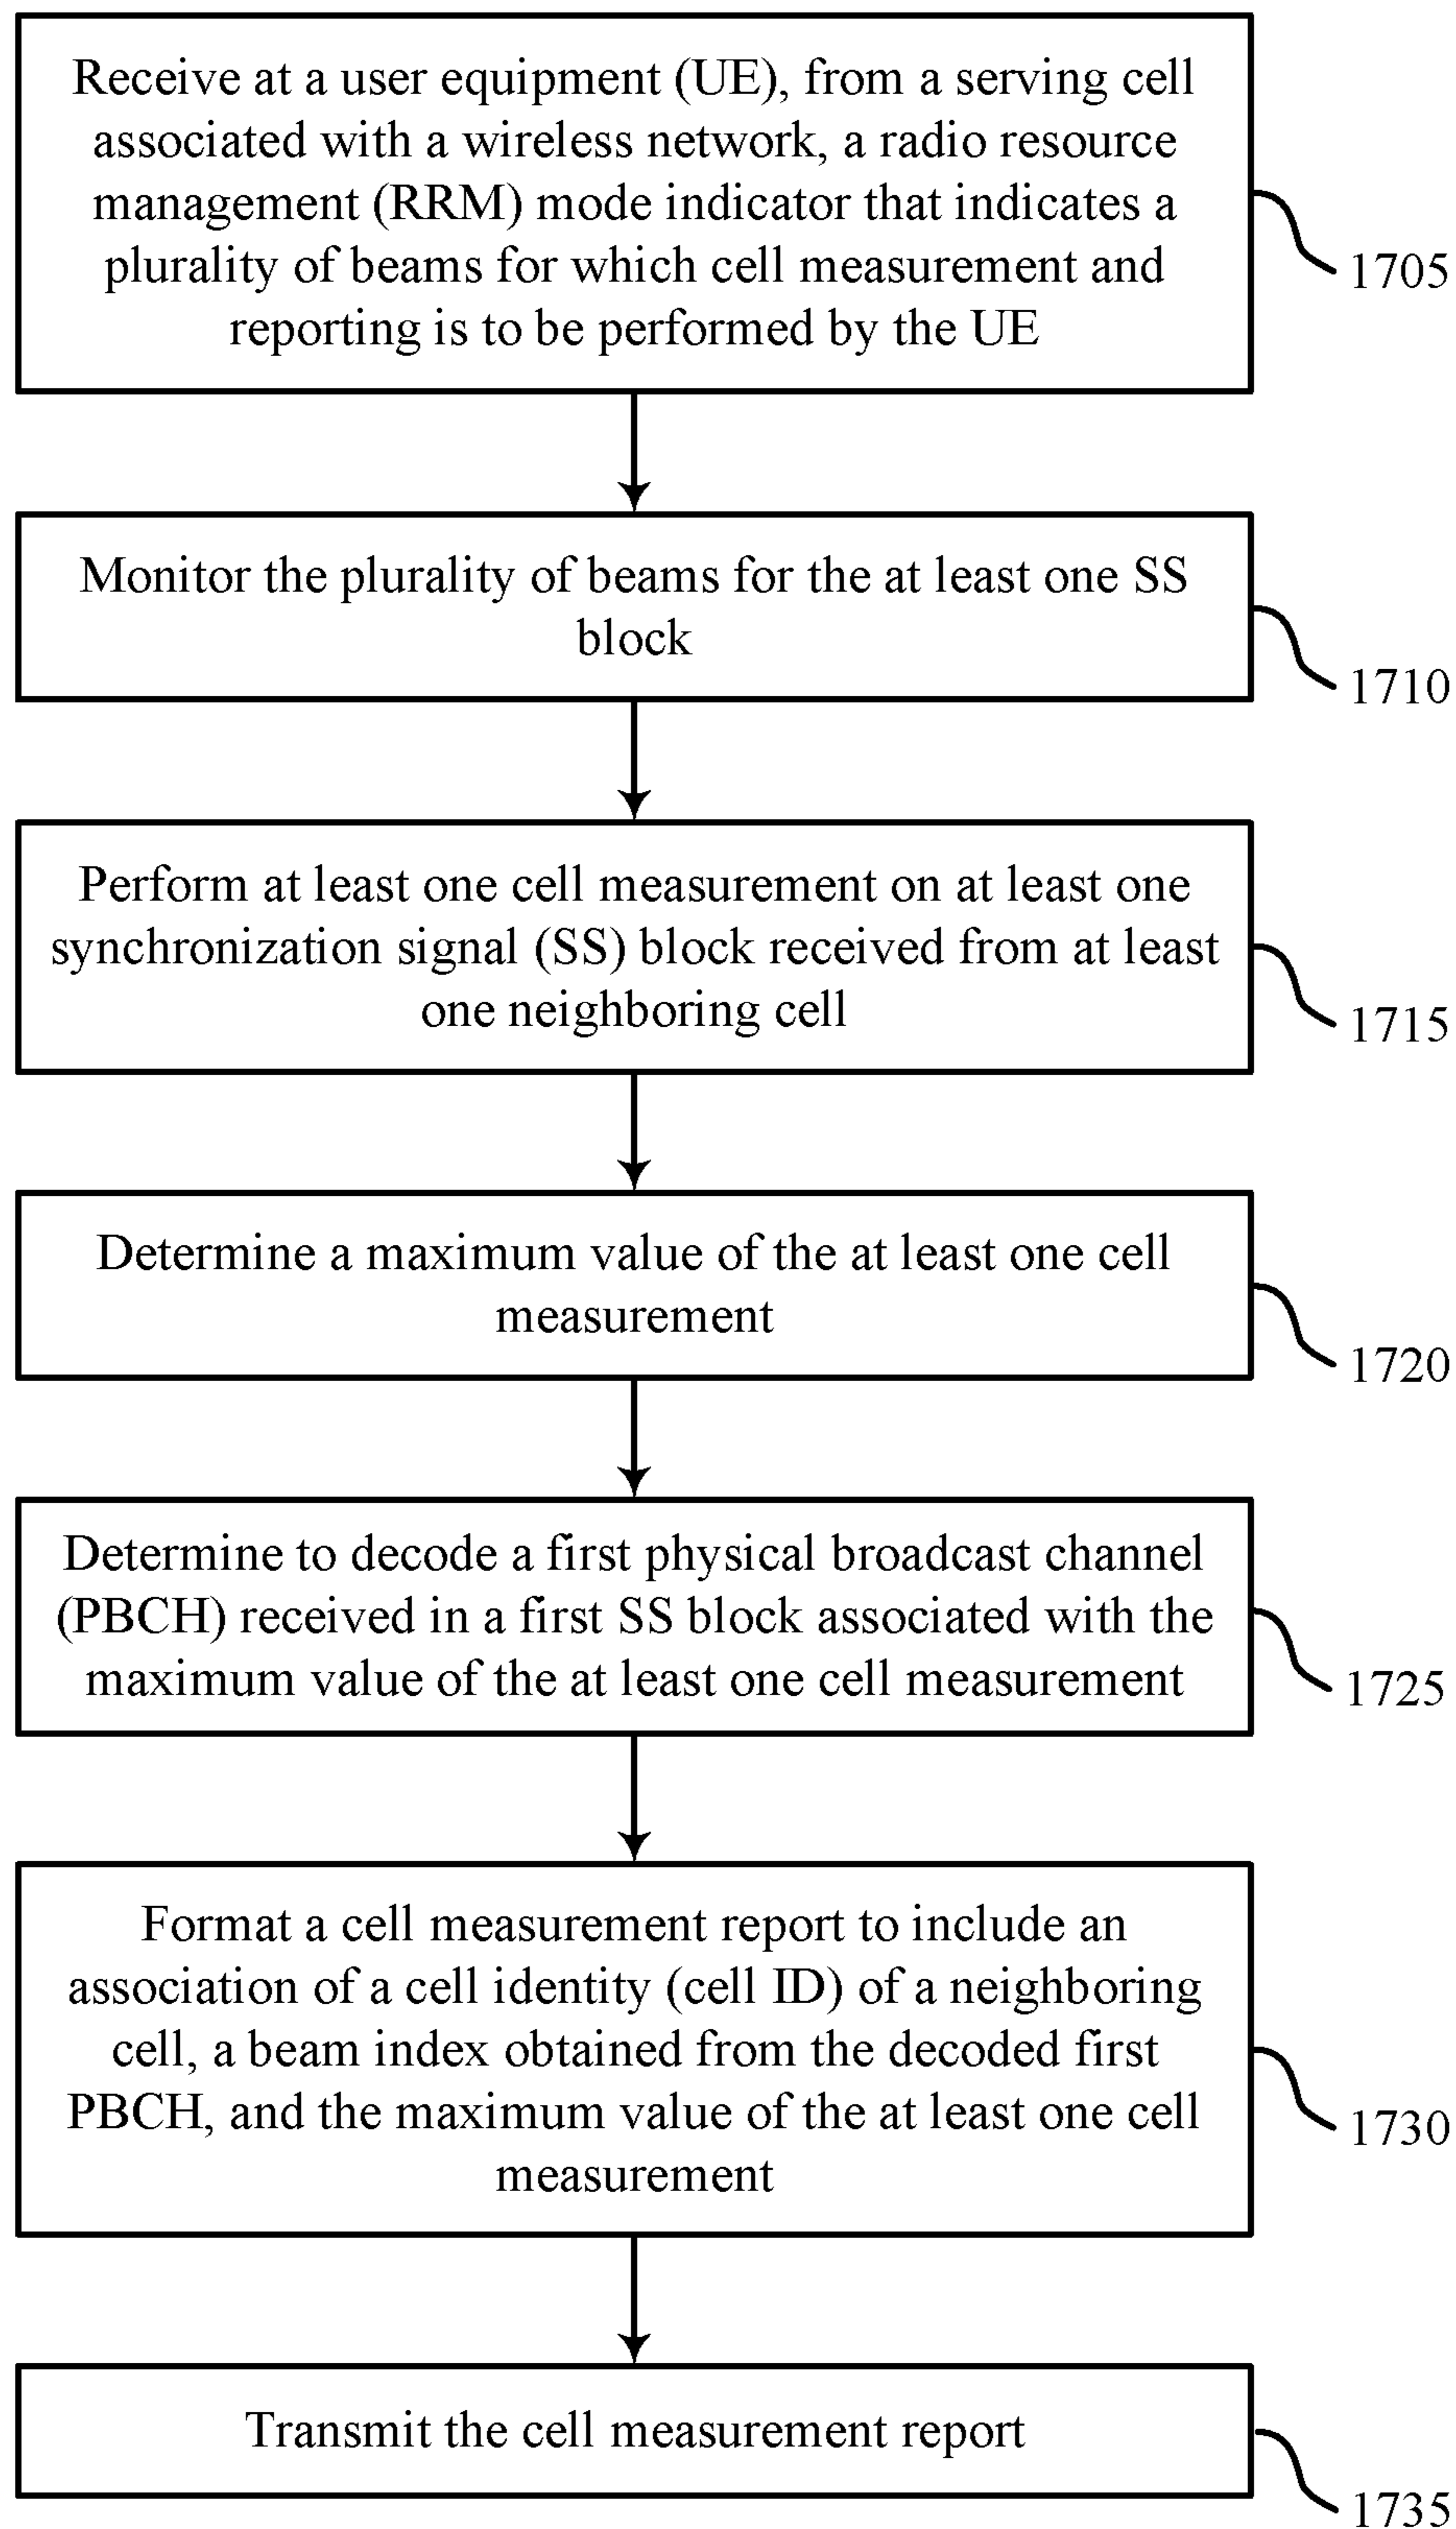 Receive at a user equipment (UE), from a serving cell
associated with a wireless network, a radio resource
management (RRM) mode indicator that indicates a
plurality of beams for which cell measurement and
reporting is to be performed by the UE
1705
Monitor the plurality of beams for the at least one SS
block
1710
Perform at least one cell measurement on at least one
synchronization signal (SS) block received from at least
one neighboring cell
1715
Determine a maximum value of the at least one cell
measurement
1720
Determine to decode a first physical broadcast channel
(PBCH) received in a first SS block associated with the
maximum value of the at least one cell measurement
1725
Format a cell measurement report to include an
association of a cell identity (cell ID) of a neighboring
cell, a beam index obtained from the decoded first
PBCH, and the maximum value of the at least one cell
measurement
1730
Transmit the cell measurement report
1735